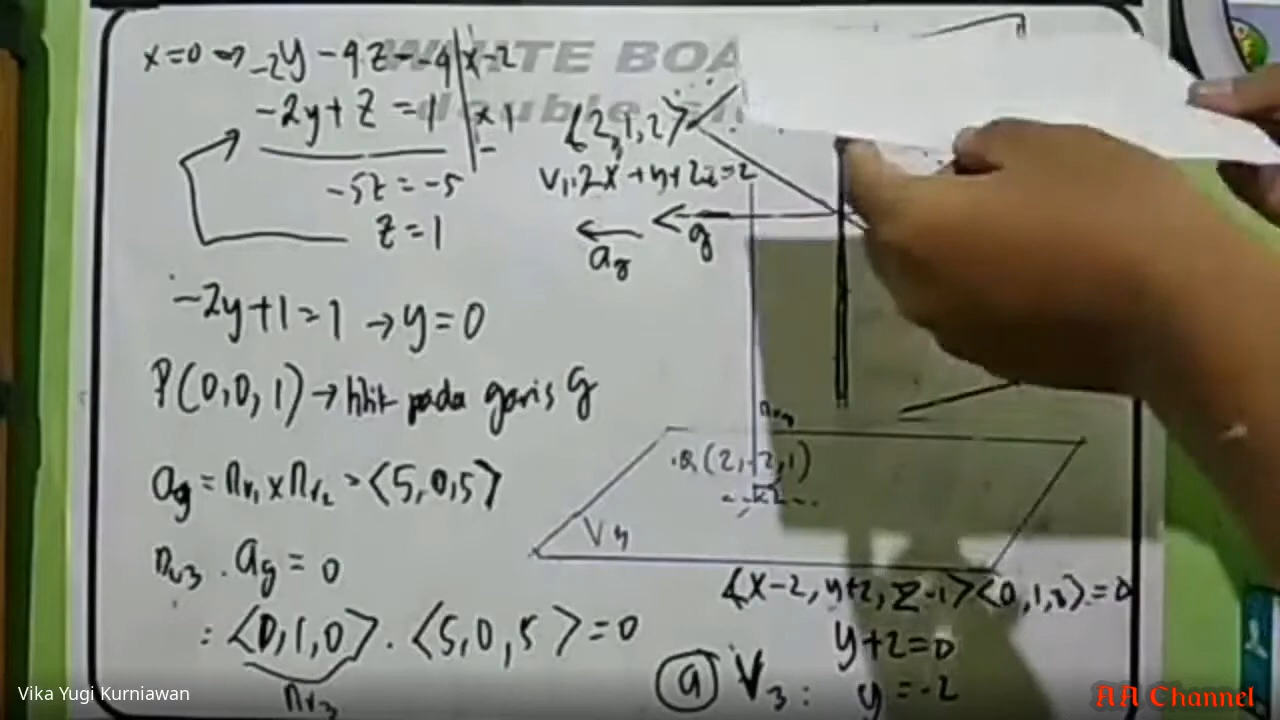 x=0 → -2y - 4z = -4 | x-2
-2y + z = 1 | x 1
-5z = -5
z = 1
-2y + 1 = 1 → y = 0
P(0,0,1) → titik pada garis g
ag = nv1 x nv2 = <5,0,5>
nv3 . ag = 0
: <0,1,0> . <5,0,5> = 0
nv3
WHITE BOA
double
<2,1,2>
V1: 2x + y + 2z = 2
g
ag
Q(2,-2,1)
<x-2, y+2, z-1> <0,1,0> = 0
y + 2 = 0
a V3: y = -2
Vika Yugi Kurniawan
AA Channel